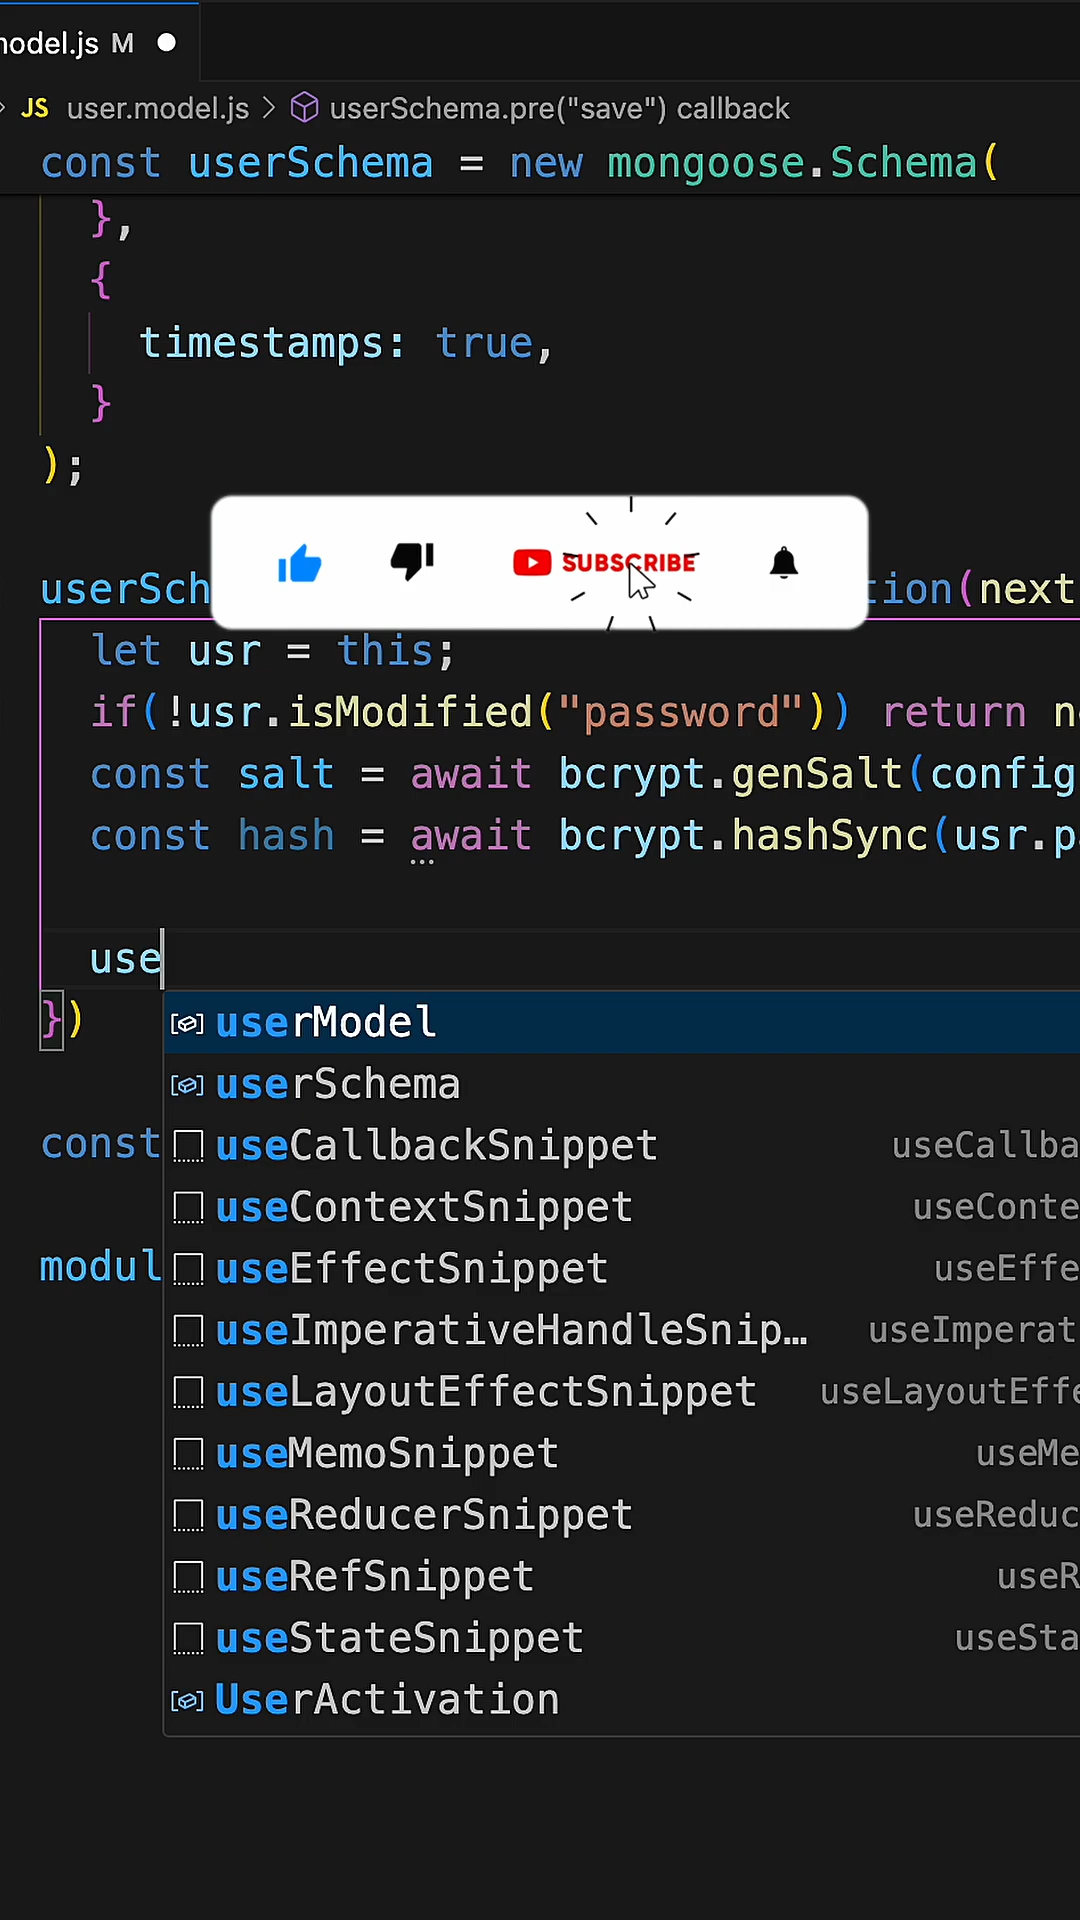 model.js M
JS user.model.js > userSchema.pre("save") callback
const userSchema = new mongoose.Schema(
},
{
timestamps: true,
}
);
SUBSCRIBE
(next
let usr = this;
if(!usr.isModified("password")) return
const salt = await bcrypt.genSalt(config
const hash = await bcrypt.hashSync(usr.p
use
})
userModel
userSchema
const
useCallbackSnippet useCallba
useContextSnippet useConte
modul
useEffectSnippet useEffe
useImperativeHandleSnip… useImperat
useLayoutEffectSnippet useLayoutEffe
useMemoSnippet useMe
useReducerSnippet useReduc
useRefSnippet useR
useStateSnippet useSta
UserActivation